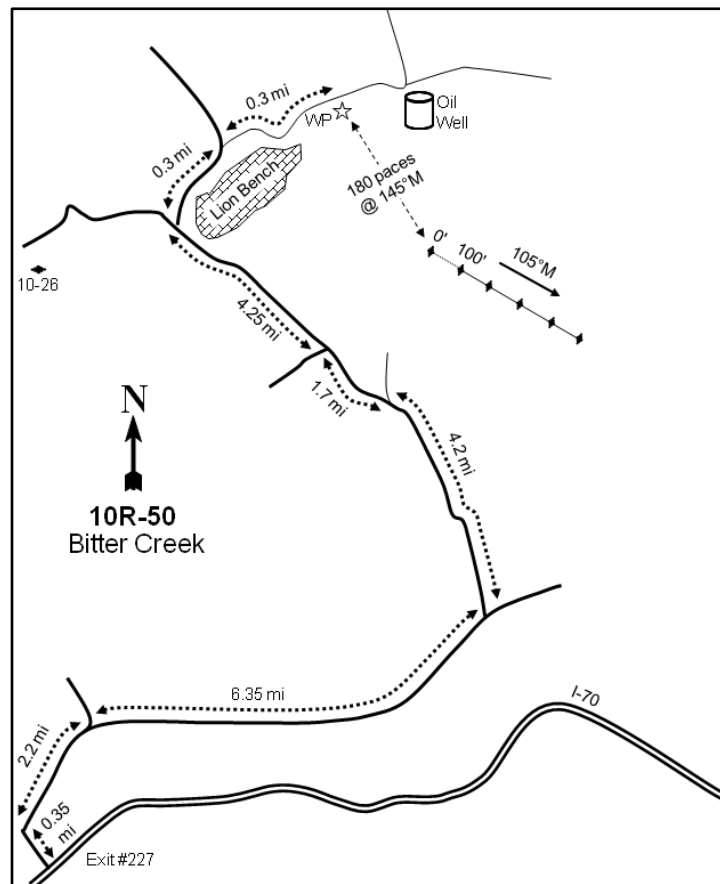 0.3 mi
WP
Oil
Well
0.3 mi
Lion Bench
180 paces
@ 145°M
0'
100'
105°M
10-26
4.25 mi
1.7 mi
N
4.2 mi
10R-50
Bitter Creek
6.35 mi
I-70
2.2 mi
0.35
mi
Exit #227